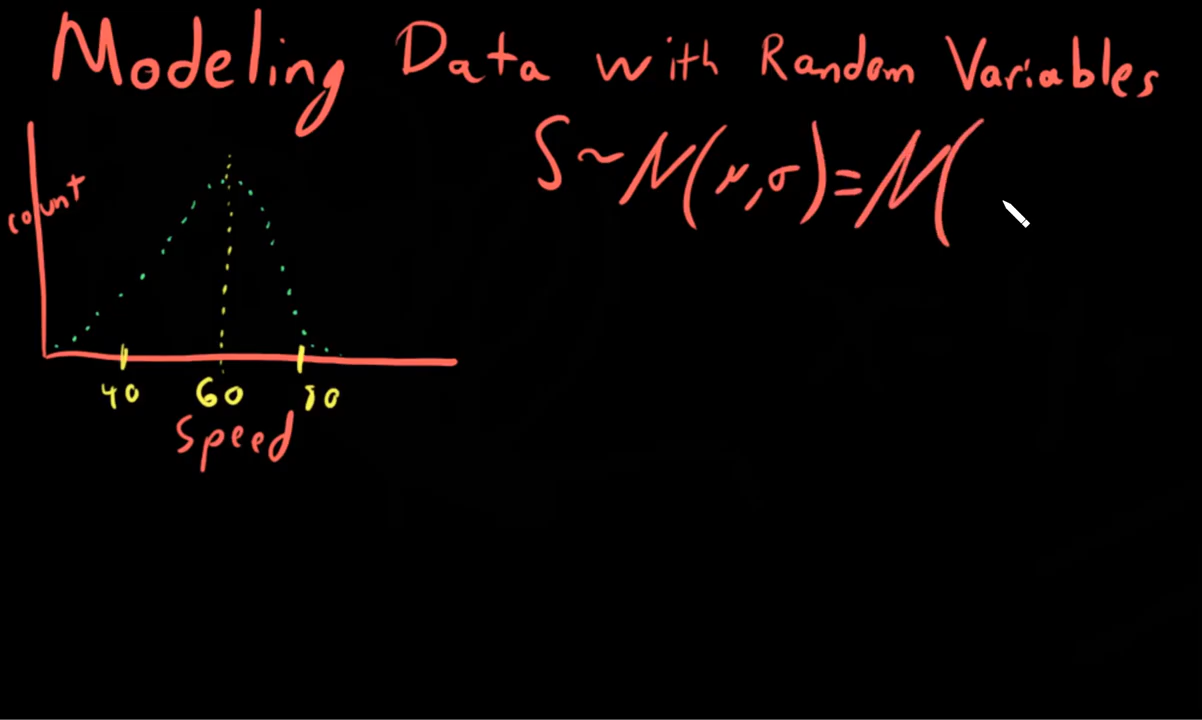 Modeling Data with Random Variables
S~N(μ,σ)=N(
count
40 60 80
Speed